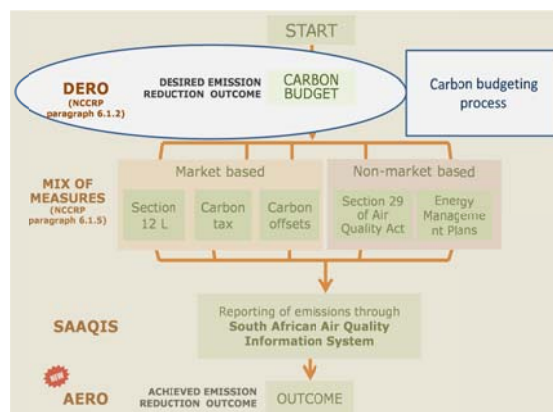 START
DERO
(NCCRP
paragraph 6.1.2)
DESIRED EMISSION
REDUCTION OUTCOME
CARBON
BUDGET
Carbon budgeting
process
MIX OF
MEASURES
(NCCRP
paragraph 6.1.5)
Market based
Non-market based
Section
12 L
Carbon
tax
Carbon
offsets
Section 29
of Air
Quality Act
Energy
Manageme
nt Plans
SAAQIS
Reporting of emissions through
South African Air Quality
Information System
NEW
AERO
ACHIEVED EMISSION
REDUCTION OUTCOME
OUTCOME